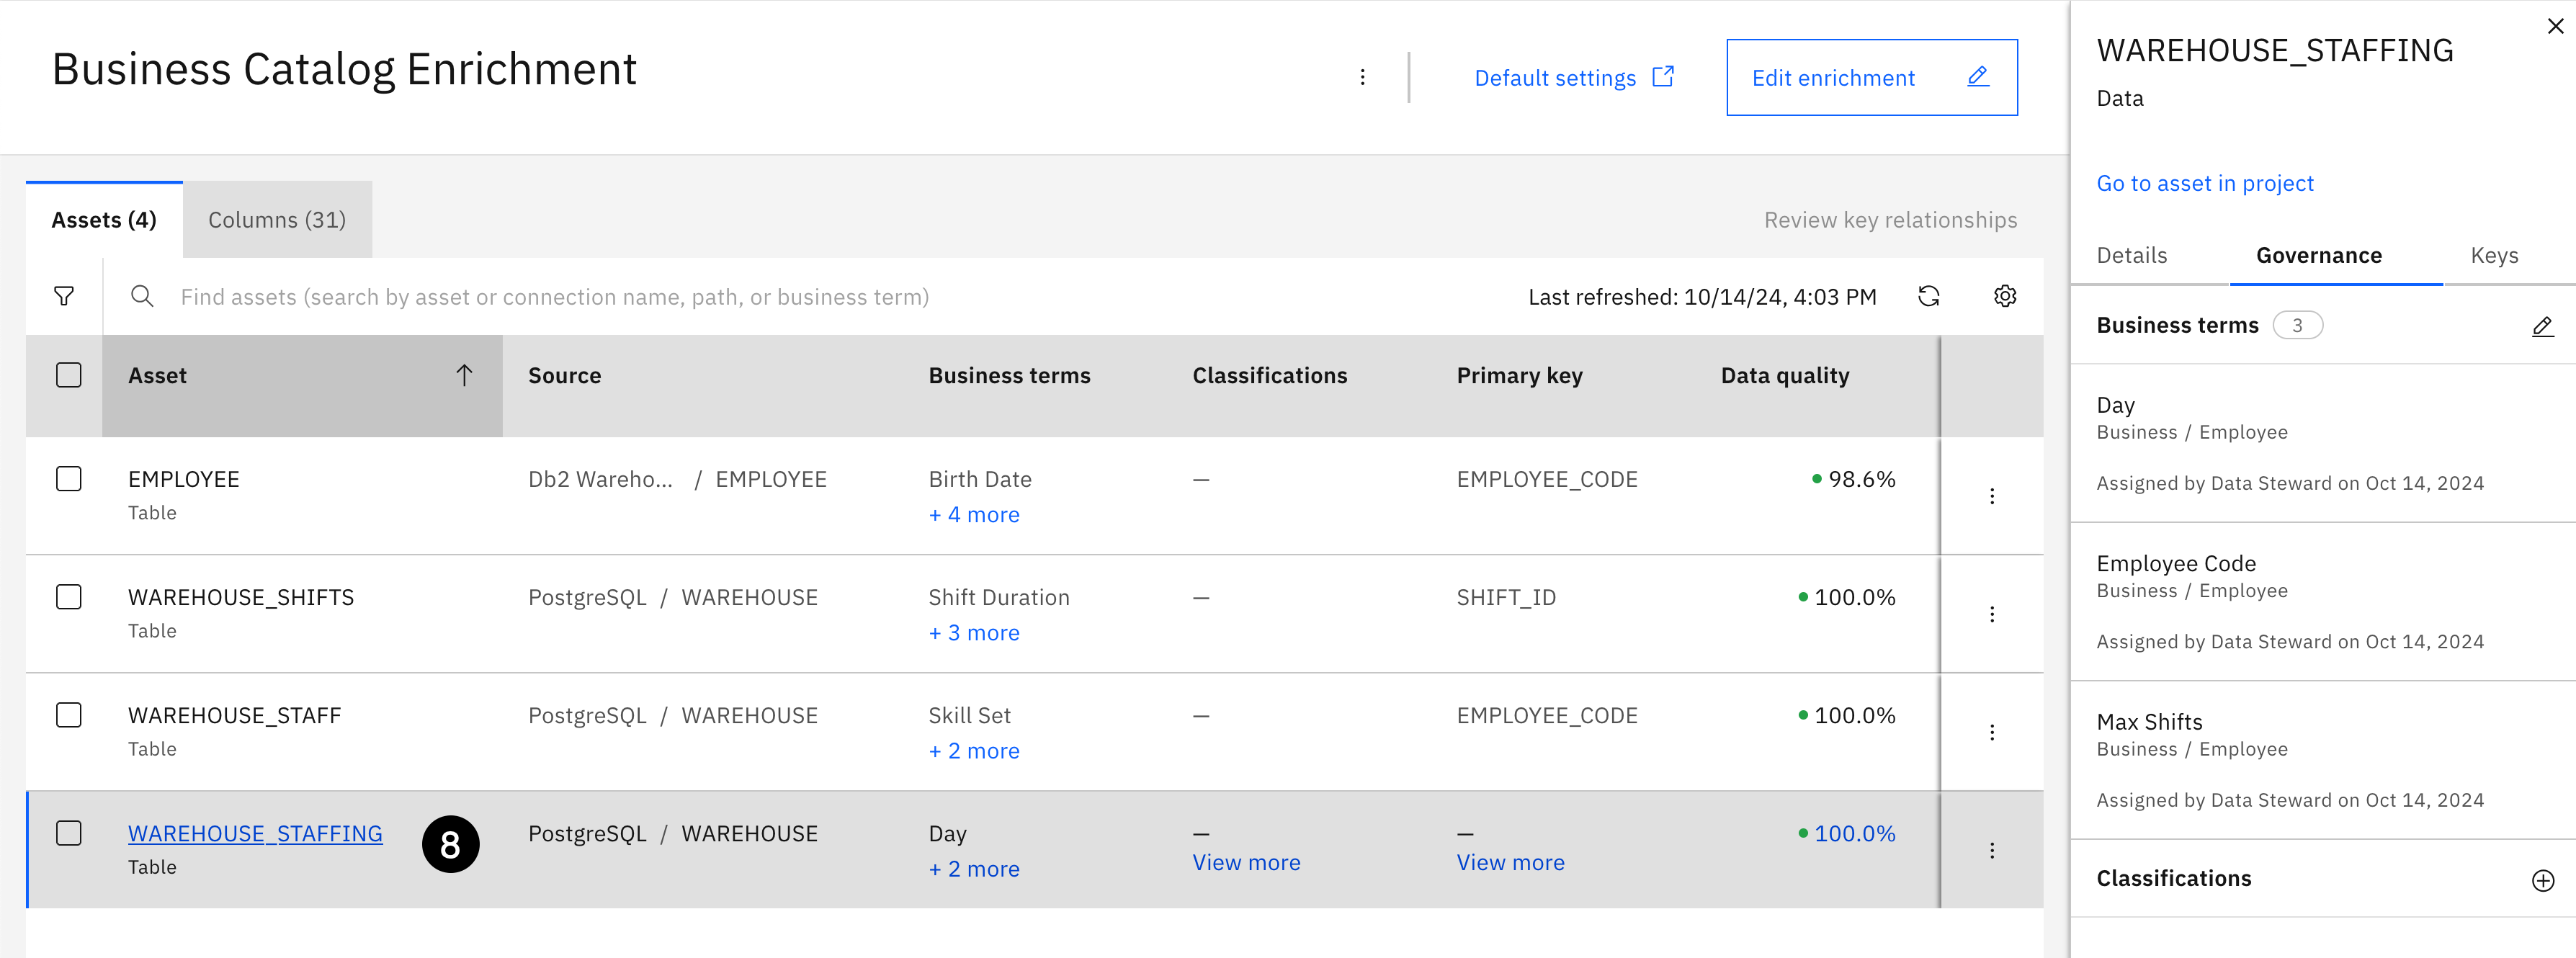 Business Catalog Enrichment
Default settings
Edit enrichment
Assets (4)
Columns (31)
Review key relationships
Find assets (search by asset or connection name, path, or business term)
Last refreshed: 10/14/24, 4:03 PM
Asset Source Business terms Classifications Primary key Data quality
EMPLOYEE Db2 Wareho... / EMPLOYEE Birth Date — EMPLOYEE_CODE 98.6%
Table + 4 more
WAREHOUSE_SHIFTS PostgreSQL / WAREHOUSE Shift Duration — SHIFT_ID 100.0%
Table + 3 more
WAREHOUSE_STAFF PostgreSQL / WAREHOUSE Skill Set — EMPLOYEE_CODE 100.0%
Table + 2 more
WAREHOUSE_STAFFING 8 PostgreSQL / WAREHOUSE Day — — 100.0%
Table + 2 more View more View more
WAREHOUSE_STAFFING
Data
Go to asset in project
Details Governance Keys
Business terms 3
Day
Business / Employee
Assigned by Data Steward on Oct 14, 2024
Employee Code
Business / Employee
Assigned by Data Steward on Oct 14, 2024
Max Shifts
Business / Employee
Assigned by Data Steward on Oct 14, 2024
Classifications